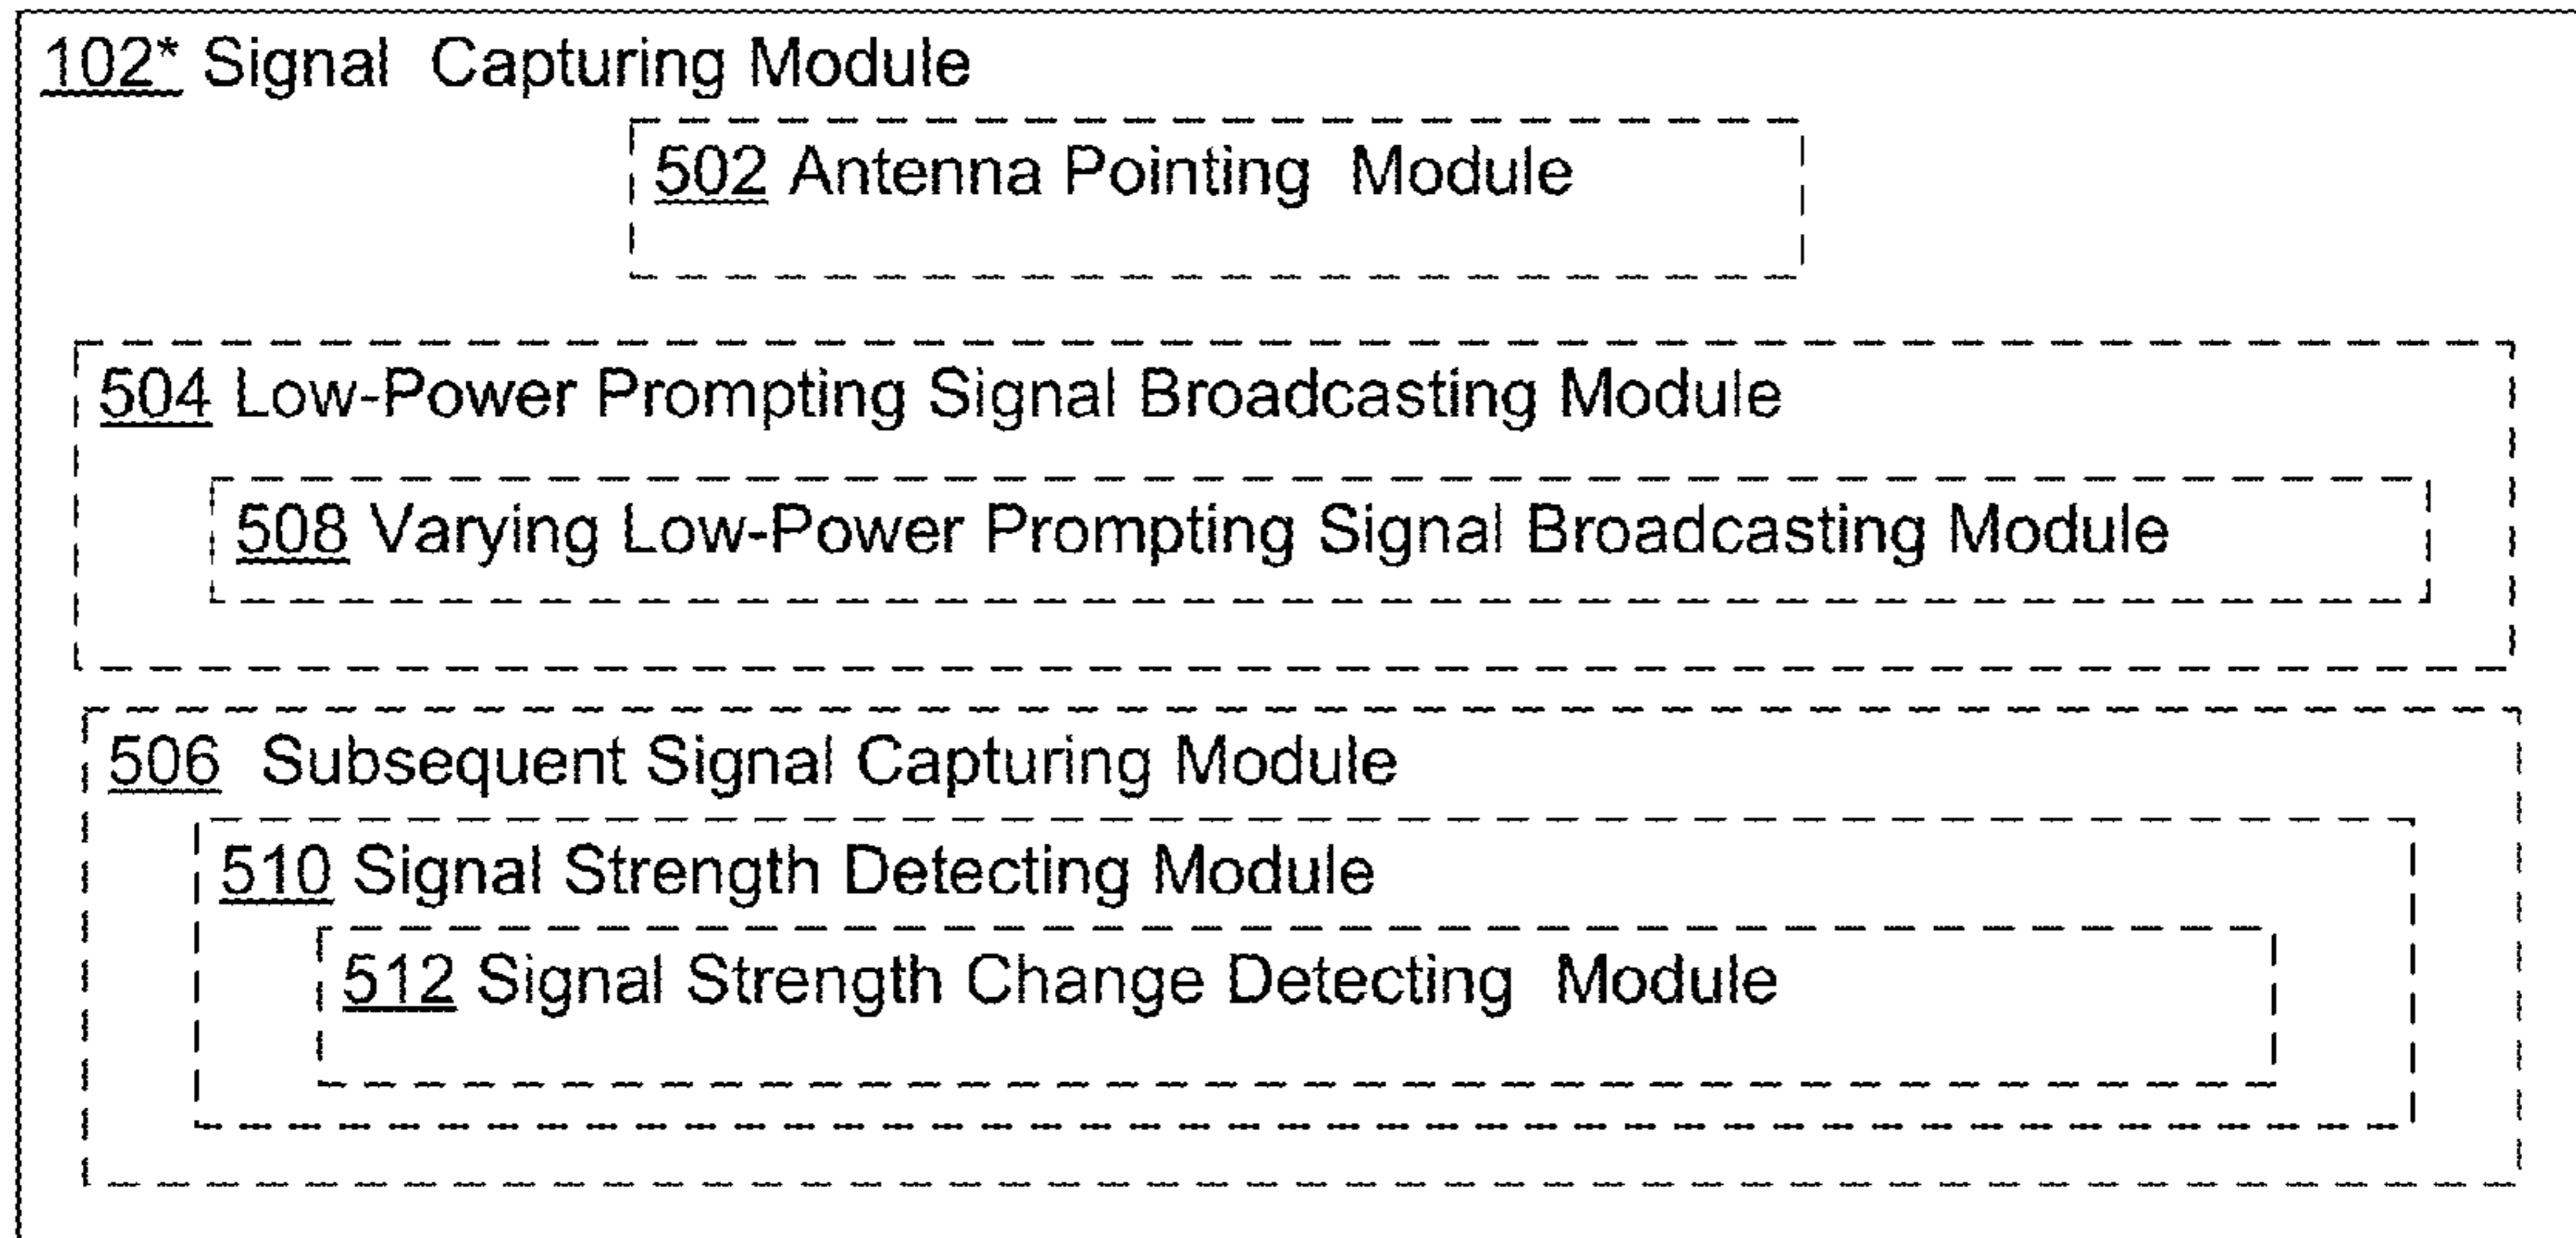 102* Signal Capturing Module
502 Antenna Pointing Module
504 Low-Power Prompting Signal Broadcasting Module
508 Varying Low-Power Prompting Signal Broadcasting Module
506 Subsequent Signal Capturing Module
510 Signal Strength Detecting Module
512 Signal Strength Change Detecting Module